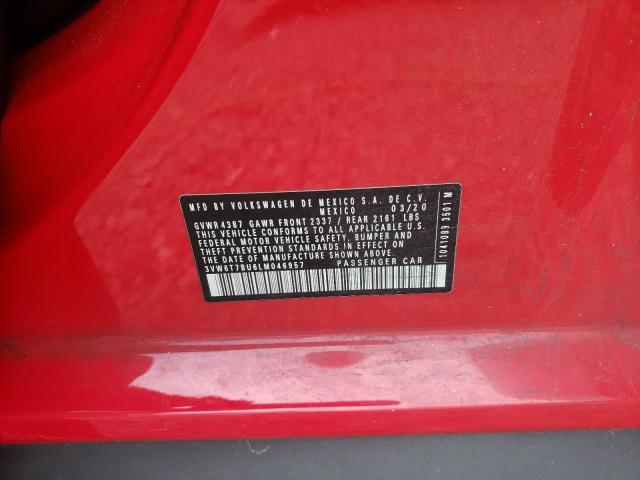 MFD BY VOLKSWAGEN DE MEXICO S.A. DE C.V.
MEXICO 03/20
GVWR 4387 GAWR FRONT 2337 / REAR 2161 LBS
THIS VEHICLE CONFORMS TO ALL APPLICABLE U.S.
FEDERAL MOTOR VEHICLE SAFETY, BUMPER AND
THEFT PREVENTION STANDARDS IN EFFECT ON
THE DATE OF MANUFACTURE SHOWN ABOVE.
3VW6T7BU6LM046957 PASSENGER CAR
1041089 3501 M